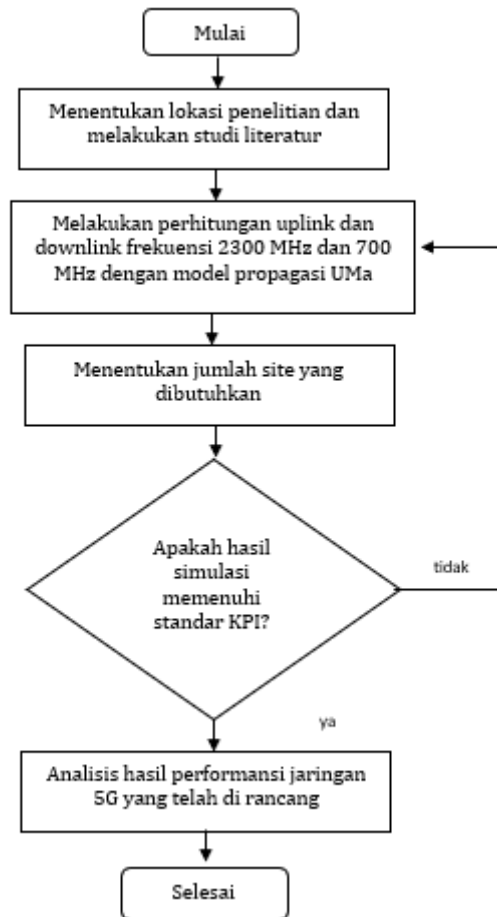 Mulai
Menentukan lokasi penelitian dan
melakukan studi literatur
Melakukan perhitungan uplink dan
downlink frekuensi 2300 MHz dan 700
MHz dengan model propagasi UMa
Menentukan jumlah site yang
dibutuhkan
Apakah hasil
simulasi
memenuhi
standar KPI?
tidak
ya
Analisis hasil performansi jaringan
5G yang telah di rancang
Selesai